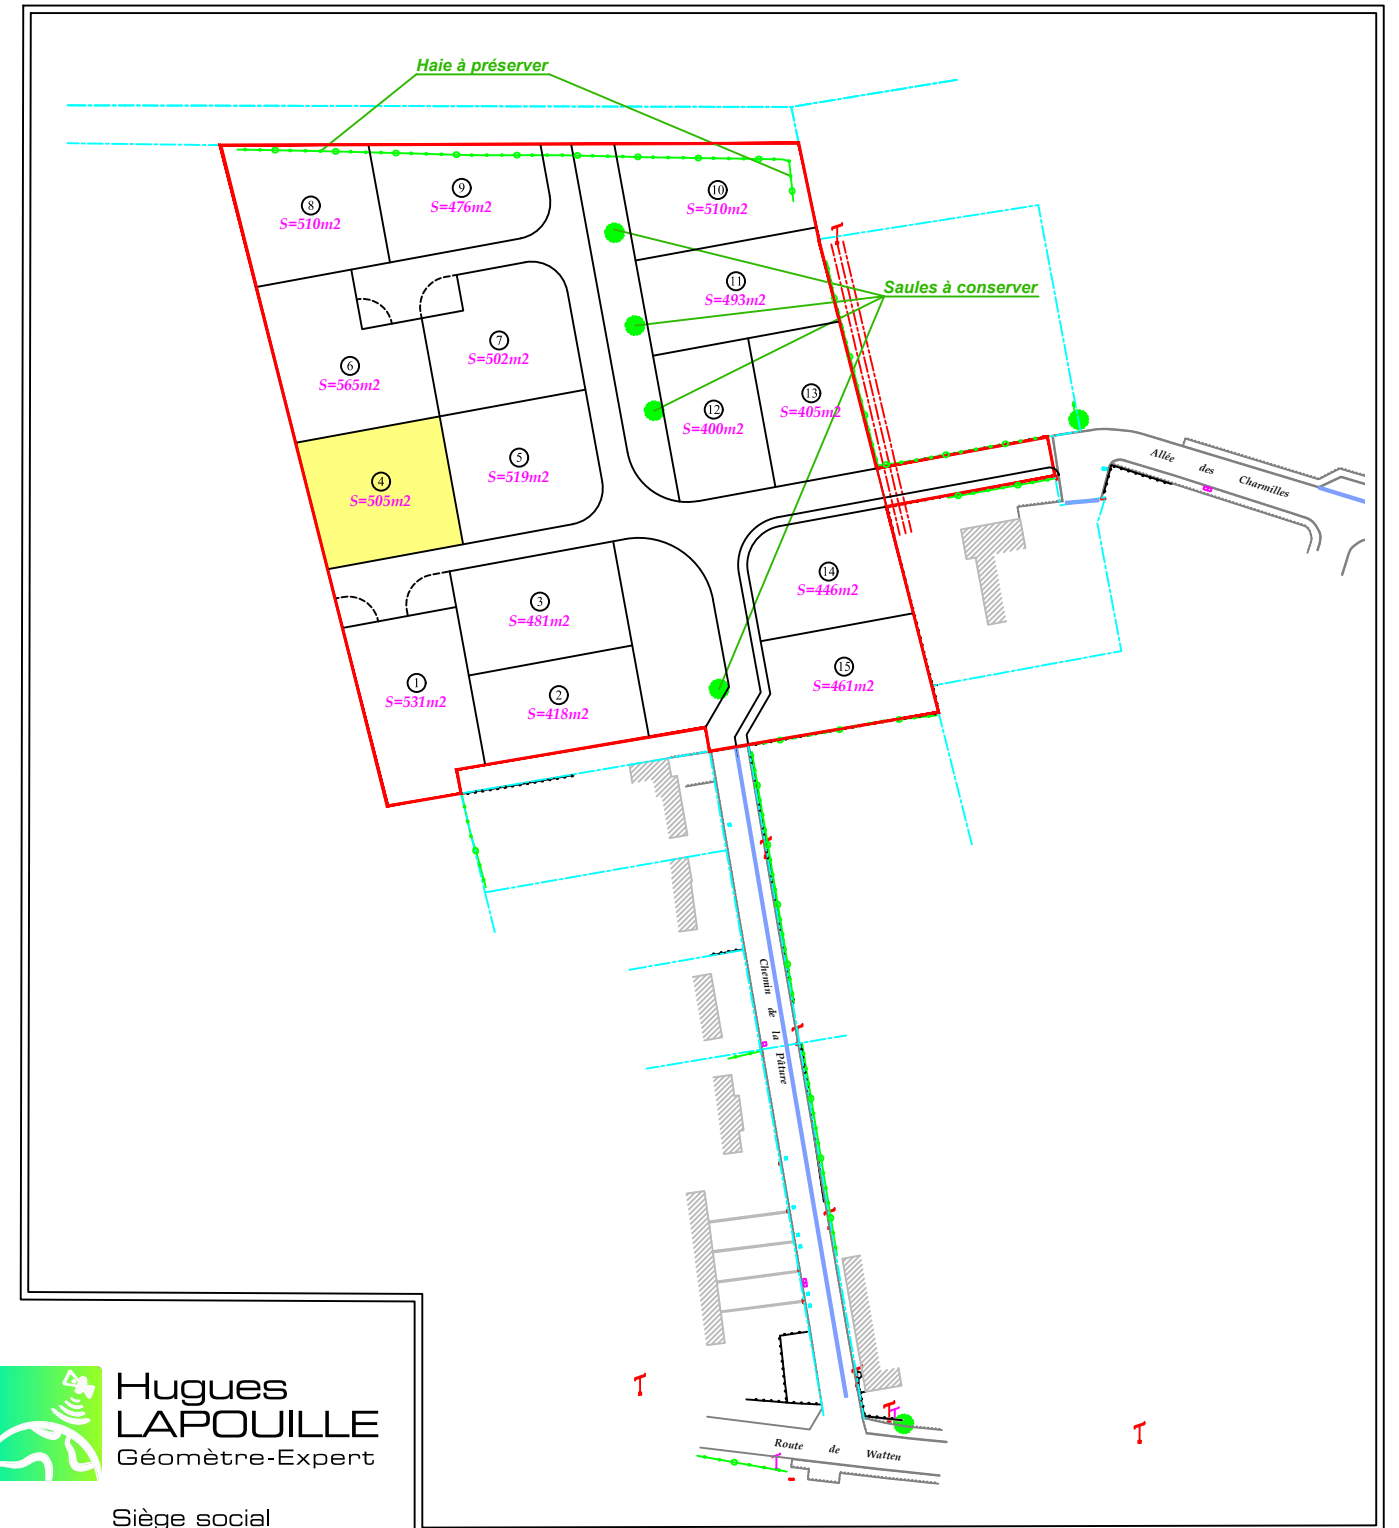 Haie à préserver
8
S=510m2
9
S=476m2
10
S=510m2
11
S=493m2
Saules à conserver
7
S=502m2
6
S=565m2
13
S=405m2
12
S=400m2
5
S=519m2
4
S=505m2
Allée des Charmilles
14
S=446m2
3
S=481m2
15
S=461m2
1
S=531m2
2
S=418m2
Chemin de la Pâture
Route de Watten
Hugues
LAPOUILLE
Géomètre-Expert
Siège social